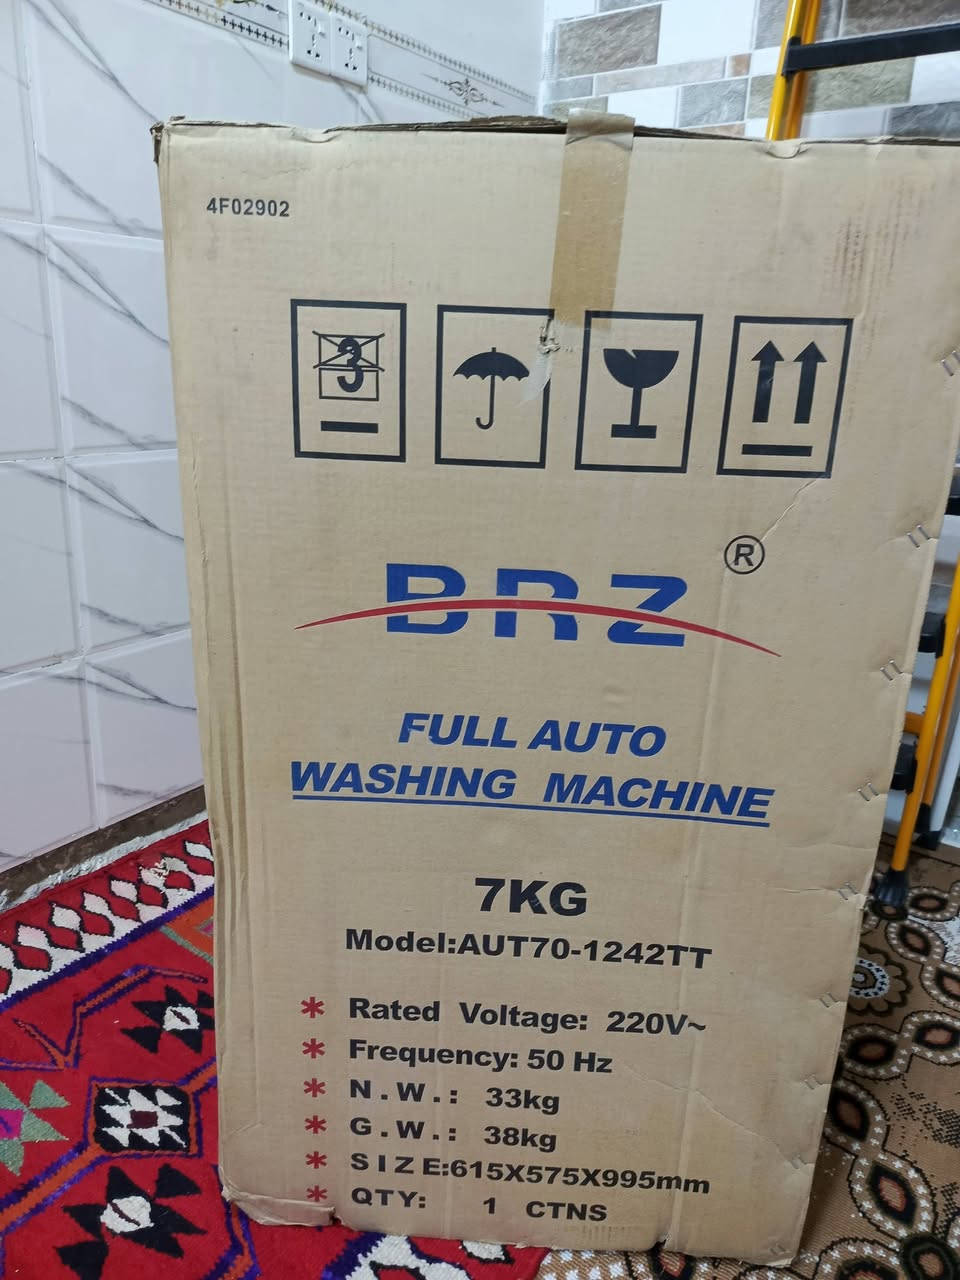 4F02902
3
BRZ®
FULL AUTO
WASHING MACHINE
7KG
Model:AUT70-1242TT
* Rated Voltage: 220V~
* Frequency: 50 Hz
* N.W.: 33kg
* G.W.: 38kg
* SIZE:615X575X995mm
* QTY: 1 CTNS